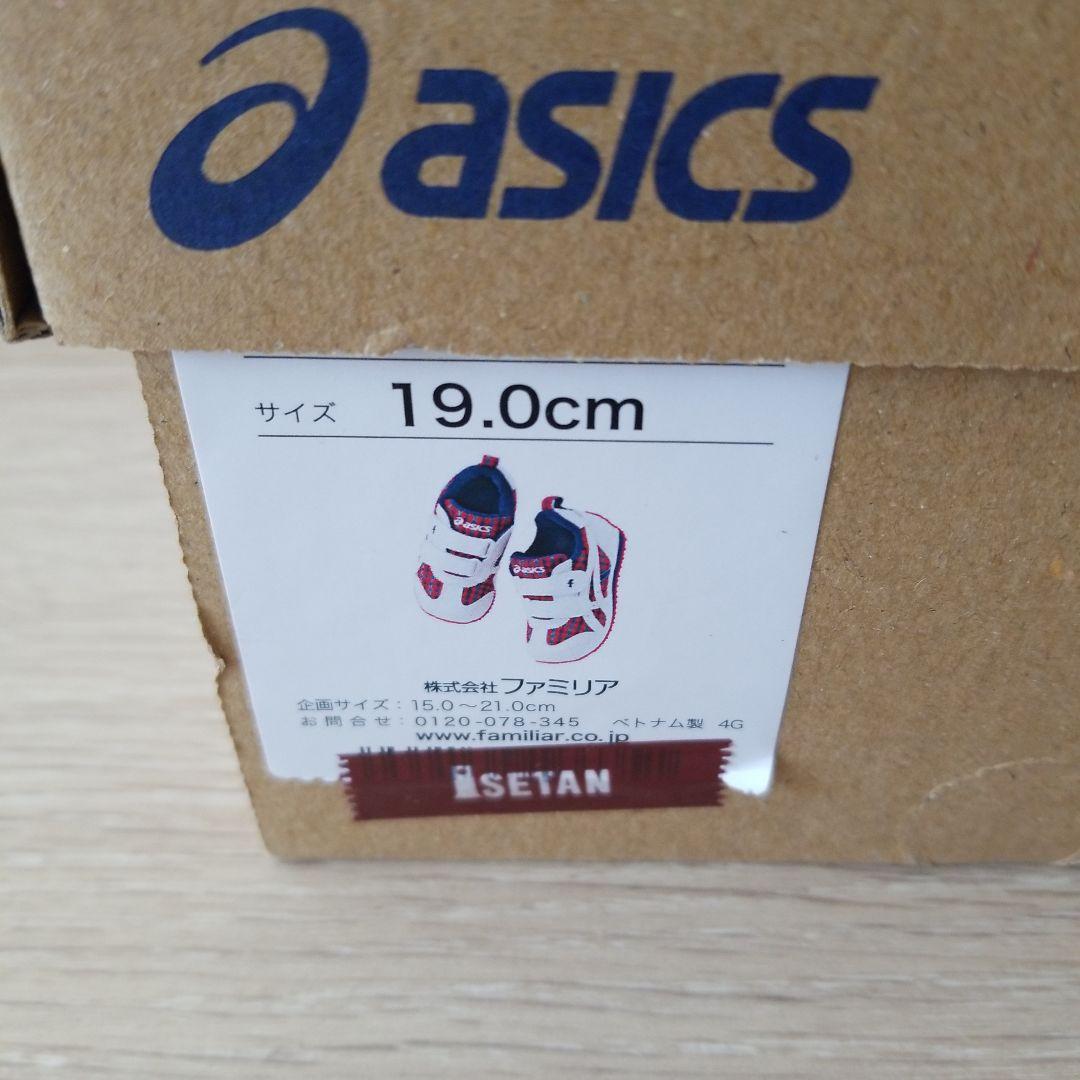 asics
サイズ 19.0cm
asics
f
asics
f
株式会社ファミリア
企画サイズ：15.0～21.0cm
お問合せ：0120-078-345 ベトナム製 4G
www.familiar.co.jp
ISETAN